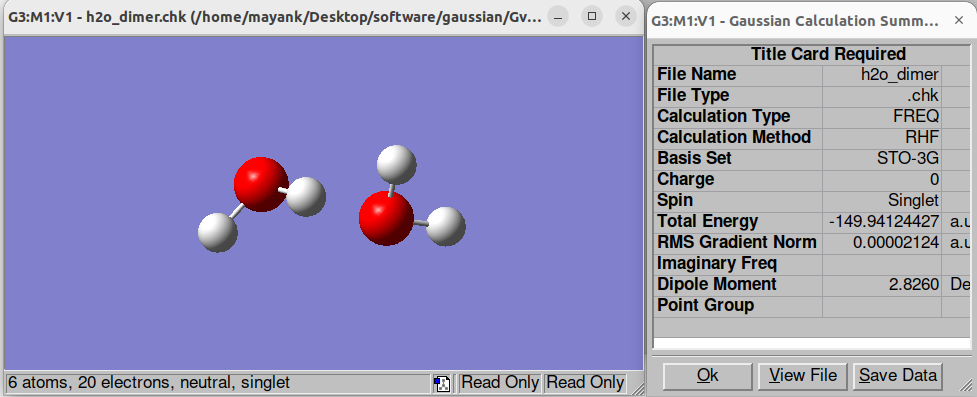 G3:M1:V1 - h2o_dimer.chk (/home/mayank/Desktop/software/gaussian/Gv...
6 atoms, 20 electrons, neutral, singlet
Read Only
Read Only
G3:M1:V1 - Gaussian Calculation Summ...
Title Card Required
File Name h2o_dimer
File Type .chk
Calculation Type FREQ
Calculation Method RHF
Basis Set STO-3G
Charge 0
Spin Singlet
Total Energy -149.94124427 a.u
RMS Gradient Norm 0.00002124 a.u
Imaginary Freq
Dipole Moment 2.8260 De
Point Group
Ok View File Save Data